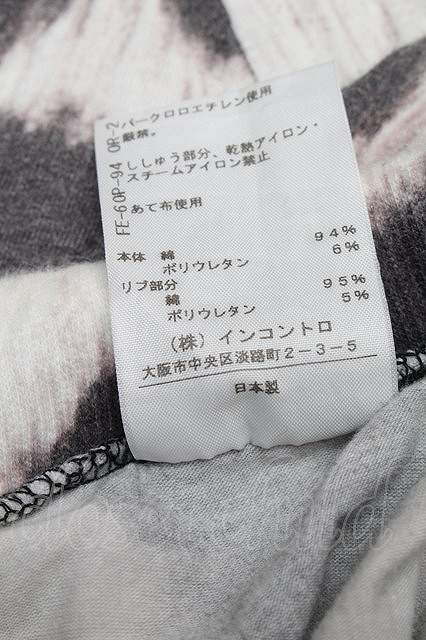 パークロロエチレン使用
厳禁。
ししゅう部分、乾熱アイロン・
スチームアイロン禁止
あて布使用
FE-60P-94 OR-2
本体 綿 94%
ポリウレタン 6%
リブ部分
綿 95%
ポリウレタン 5%
(株)インコントロ
大阪市中央区淡路町2-3-5
日本製